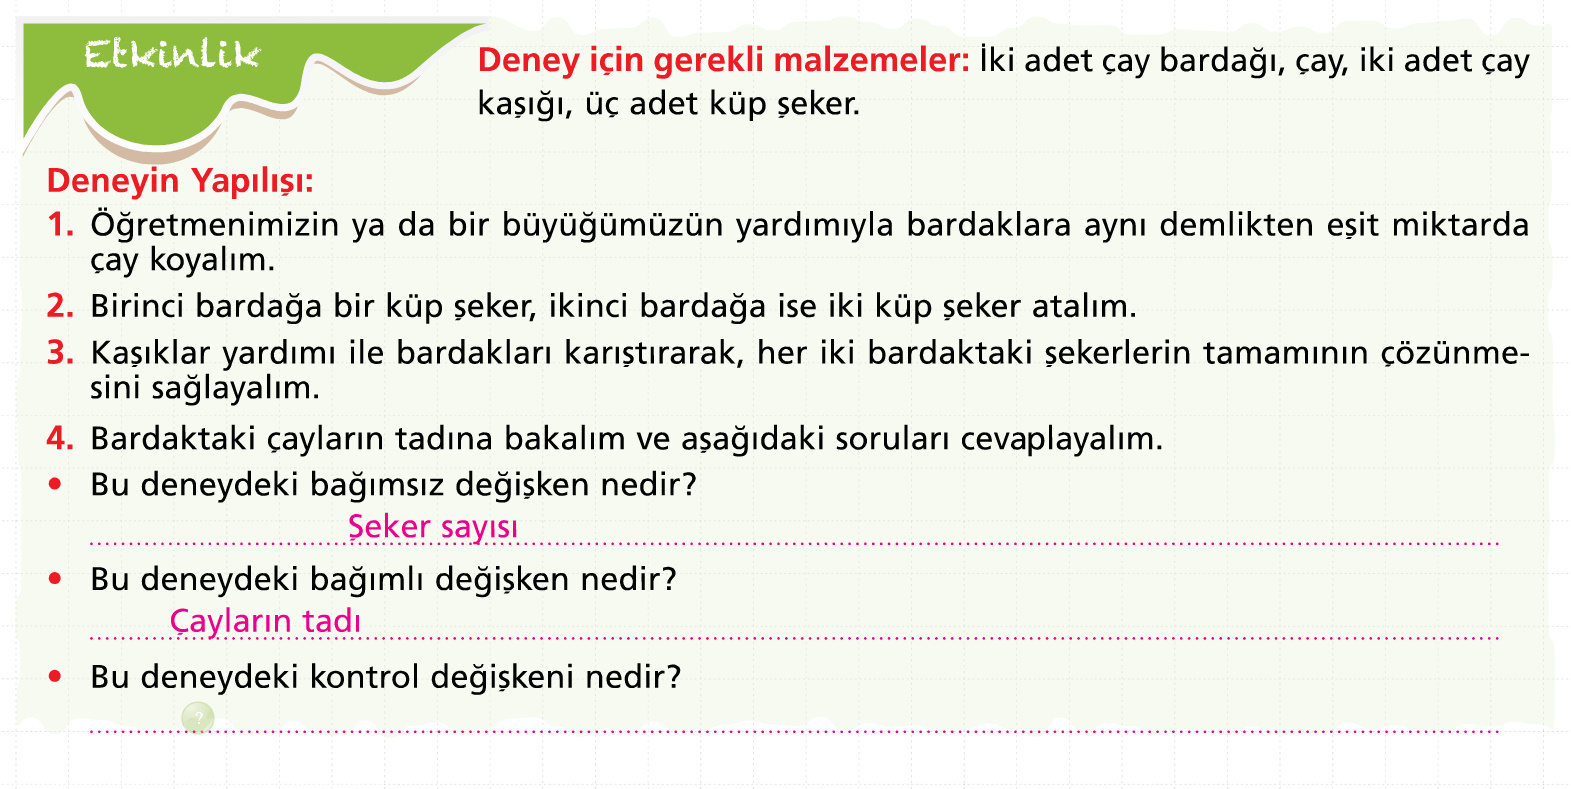 Etkinlik
Deney için gerekli malzemeler: İki adet çay bardağı, çay, iki adet çay
kaşığı, üç adet küp şeker.
Deneyin Yapılışı:
1. Öğretmenimizin ya da bir büyüğümüzün yardımıyla bardaklara aynı demlikten eşit miktarda
çay koyalım.
2. Birinci bardağa bir küp şeker, ikinci bardağa ise iki küp şeker atalım.
3. Kaşıklar yardımı ile bardakları karıştırarak, her iki bardaktaki şekerlerin tamamının çözünme-
sini sağlayalım.
4. Bardaktaki çayların tadına bakalım ve aşağıdaki soruları cevaplayalım.
• Bu deneydeki bağımsız değişken nedir?
Şeker sayısı
• Bu deneydeki bağımlı değişken nedir?
Çayların tadı
• Bu deneydeki kontrol değişkeni nedir?
?